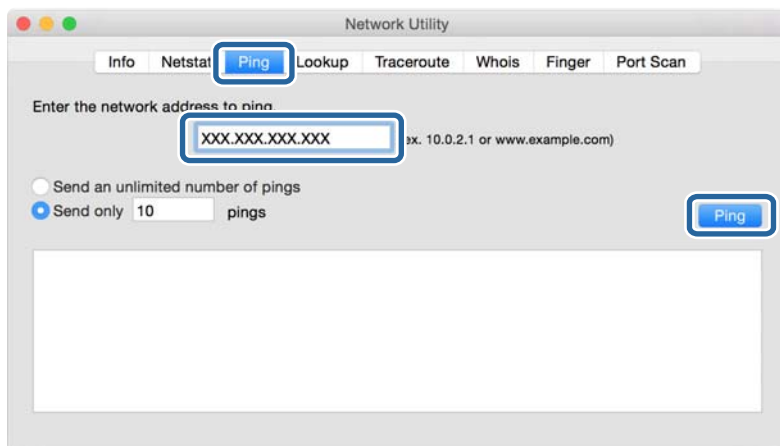 Network Utility
Info Netstat Ping Lookup Traceroute Whois Finger Port Scan
Enter the network address to ping.
XXX.XXX.XXX.XXX ex. 10.0.2.1 or www.example.com)
Send an unlimited number of pings
Send only 10 pings
Ping